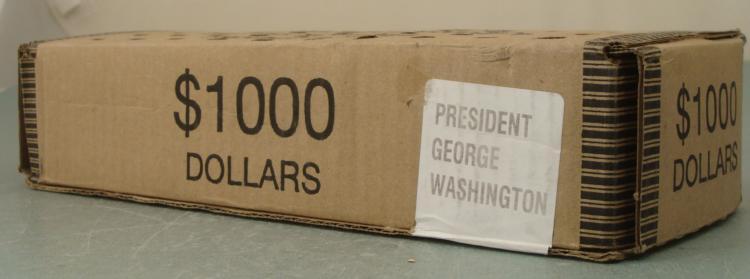 $1000
DOLLARS
PRESIDENT
GEORGE
WASHINGTON
$1000
DOLLARS